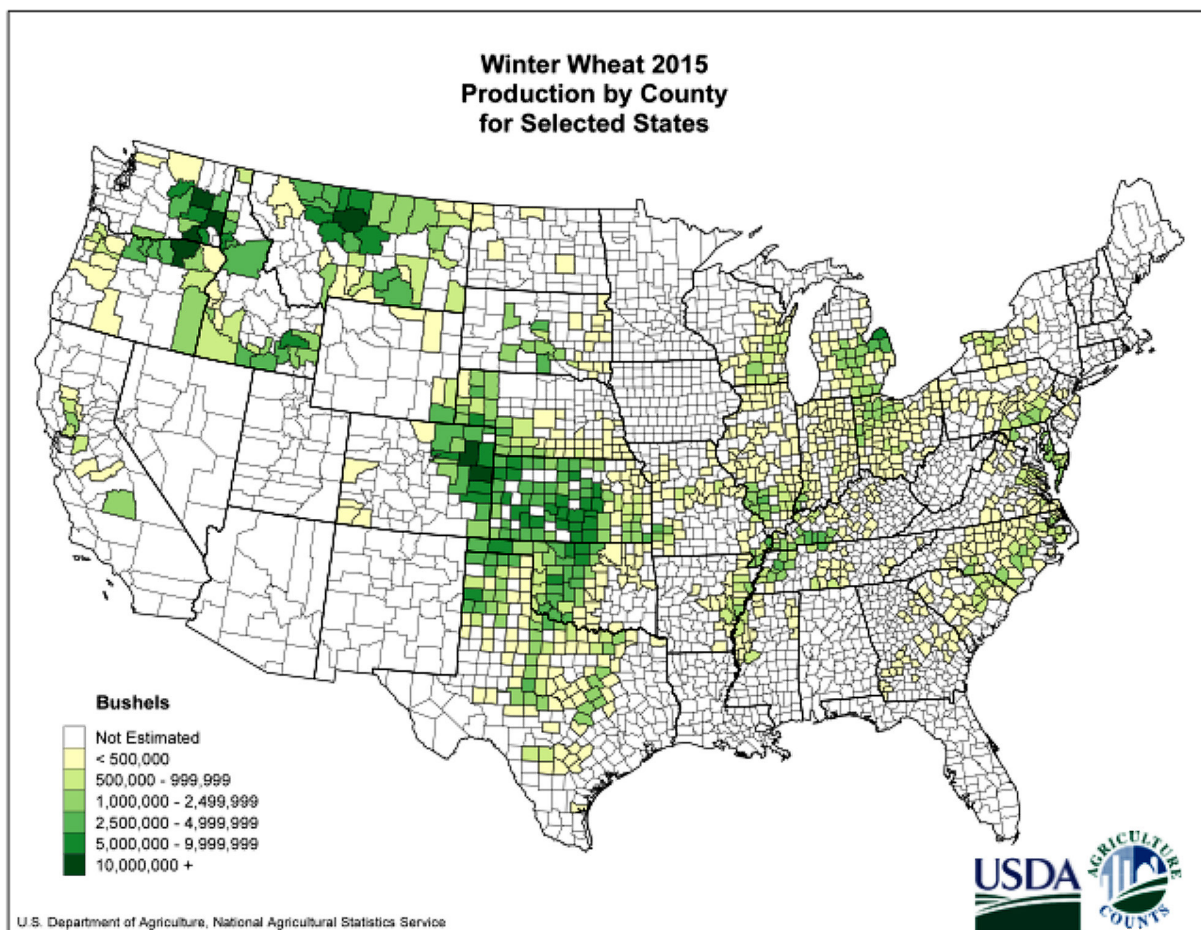 Winter Wheat 2015
Production by County
for Selected States
Bushels
Not Estimated
< 500,000
500,000 - 999,999
1,000,000 - 2,499,999
2,500,000 - 4,999,999
5,000,000 - 9,999,999
10,000,000 +
USDA
AGRICULTURE
COUNTS
U.S. Department of Agriculture, National Agricultural Statistics Service